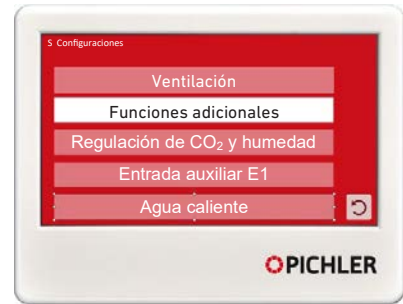 S Configuraciones
Ventilación
Funciones adicionales
Regulación de CO₂ y humedad
Entrada auxiliar E1
Agua caliente
PICHLER